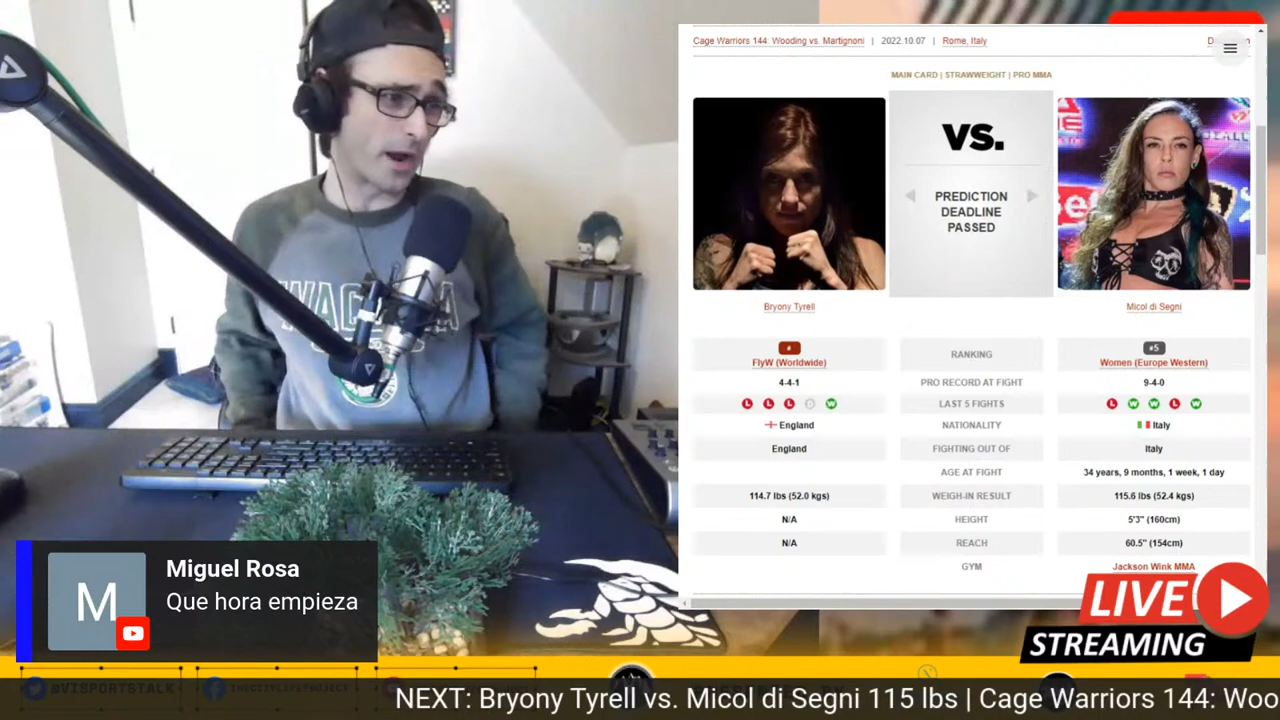 Cage Warriors 144: Wooding vs. Martignoni | 2022.10.07 | Rome, Italy
MAIN CARD | STRAWWEIGHT | PRO MMA
VS.
PREDICTION
DEADLINE
PASSED
Bryony Tyrell
Micol di Segni
# RANKING #5
FlyW (Worldwide) Women (Europe Western)
4-4-1 PRO RECORD AT FIGHT 9-4-0
L L L D W LAST 5 FIGHTS L W W L W
England NATIONALITY Italy
England FIGHTING OUT OF Italy
AGE AT FIGHT 34 years, 9 months, 1 week, 1 day
114.7 lbs (52.0 kgs) WEIGH-IN RESULT 115.6 lbs (52.4 kgs)
N/A HEIGHT 5'3" (160cm)
N/A REACH 60.5" (154cm)
GYM Jackson Wink MMA
M
Miguel Rosa
Que hora empieza
LIVE
STREAMING
@VISPORTSTALK
THECITYLIFEPROJECT
NEXT: Bryony Tyrell vs. Micol di Segni 115 lbs | Cage Warriors 144: Woo